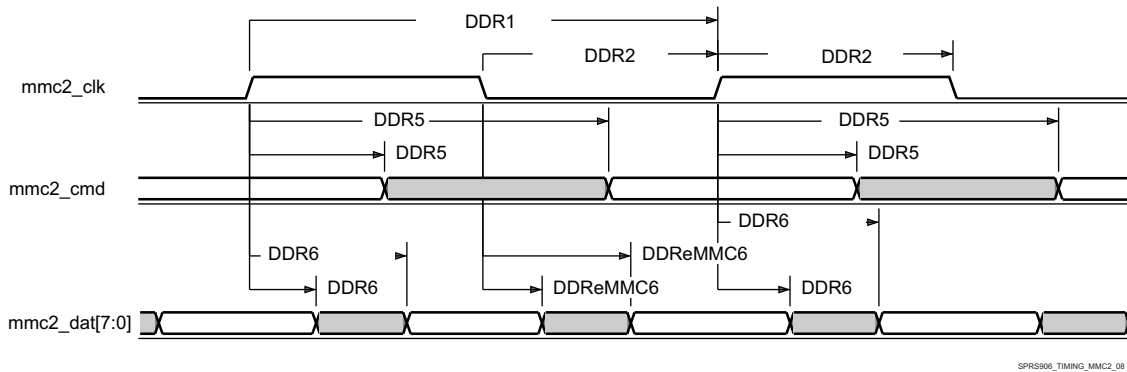 DDR1
DDR2 DDR2
mmc2_clk
DDR5 DDR5
DDR5 DDR5
mmc2_cmd
DDR6
DDR6 DDReMMC6
DDR6 DDReMMC6 DDR6
mmc2_dat[7:0]
SPRS906_TIMING_MMC2_08